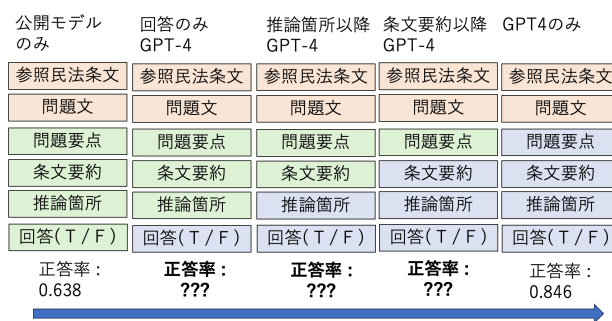 公開モデル
のみ
回答のみ
GPT-4
推論箇所以降
GPT-4
条文要約以降
GPT-4
GPT4のみ
参照民法条文
参照民法条文
参照民法条文
参照民法条文
参照民法条文
問題文
問題文
問題文
問題文
問題文
問題要点
問題要点
問題要点
問題要点
問題要点
条文要約
条文要約
条文要約
条文要約
条文要約
推論箇所
推論箇所
推論箇所
推論箇所
推論箇所
回答(T/F)
回答(T/F)
回答(T/F)
回答(T/F)
回答(T/F)
正答率：
0.638
正答率：
???
正答率：
???
正答率：
???
正答率：
0.846